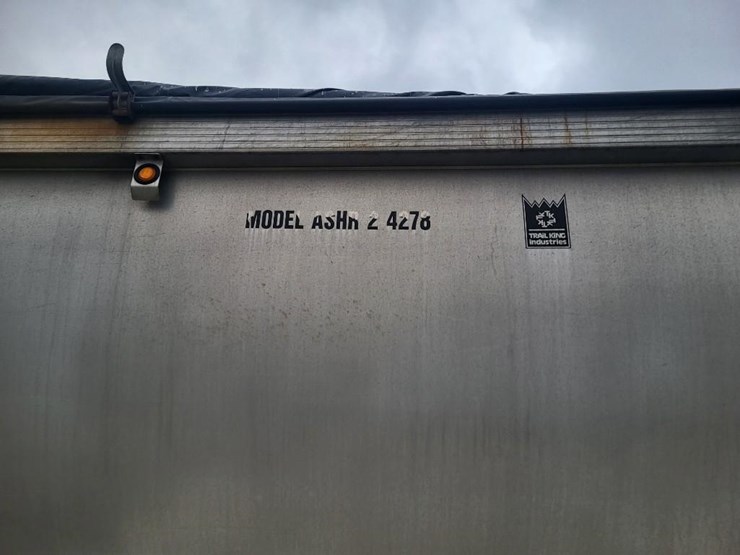 MODEL ASHR 2 4278
TRAIL KING
Industries